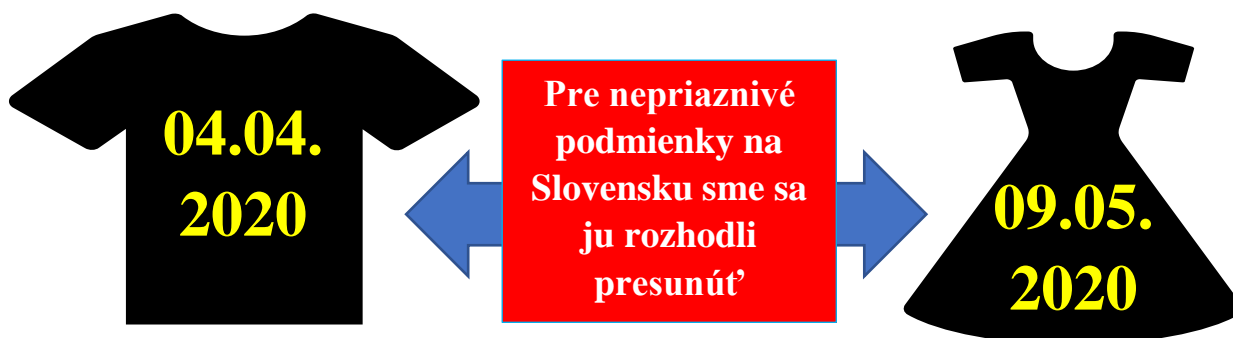 04.04.
2020
Pre nepriaznivé
podmienky na
Slovensku sme sa
ju rozhodli
presunúť
09.05.
2020